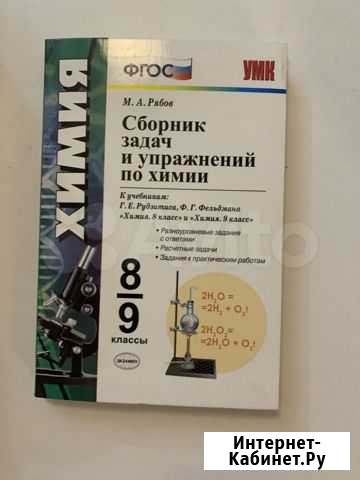 ФГОС
УМК
М. А. Рябов
Сборник
задач
и упражнений
по химии
К учебникам:
Г. Е. Рудзитиса, Ф. Г. Фельдмана
«Химия. 8 класс» и «Химия. 9 класс»
• Разноуровневые задания
с ответами
• Расчетные задачи
• Задания к практическим работам
ХИМИЯ
8
9
КЛАССЫ
ЭКЗАМЕН
2H₂O =
=2H₂ + O₂↑
2H₂O₂=
=2H₂O + O₂↑
Интернет-
Кабинет.Ру